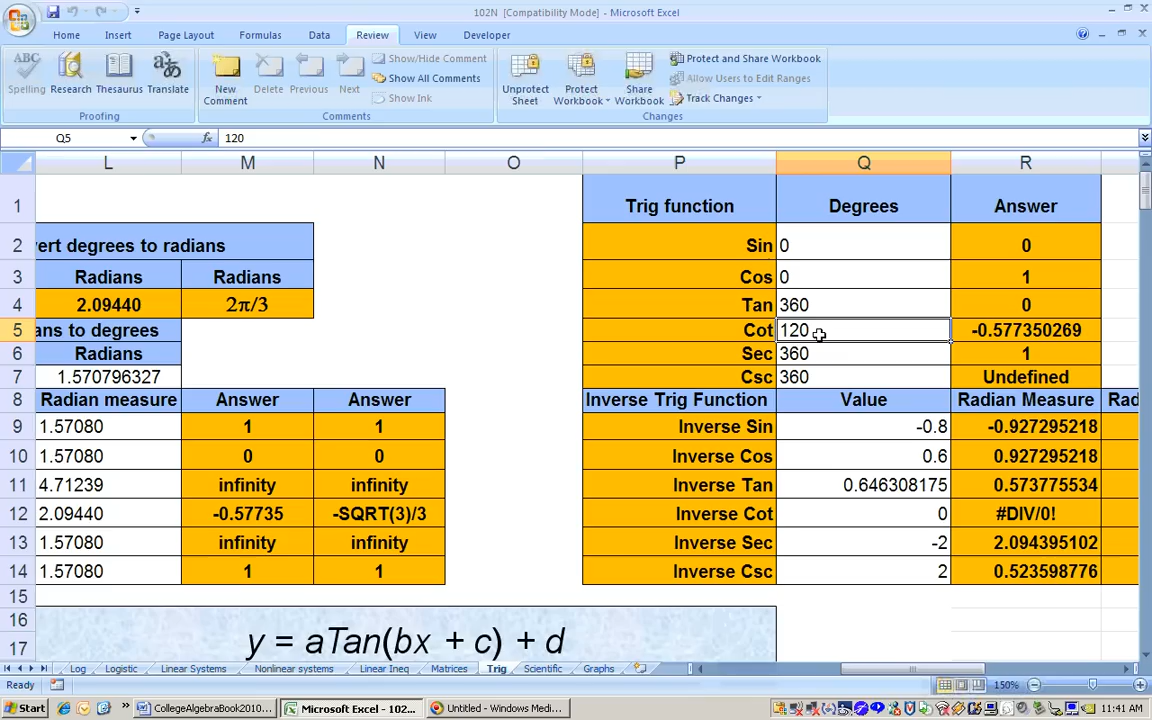 102N [Compatibility Mode] - Microsoft Excel
Home Insert Page Layout Formulas Data Review View Developer
ABC Spelling Research Thesaurus Translate
New Comment Delete Previous Next
Show/Hide Comment
Show All Comments
Show Ink
Unprotect Sheet Protect Workbook Share Workbook
Protect and Share Workbook
Allow Users to Edit Ranges
Track Changes
Proofing Comments Changes
Q5 fx 120
L M N O P Q R
1 Trig function Degrees Answer
2 vert degrees to radians Sin 0 0
3 Radians Radians Cos 0 1
4 2.09440 2π/3 Tan 360 0
5 ans to degrees Cot 120 -0.577350269
6 Radians Sec 360 1
7 1.570796327 Csc 360 Undefined
8 Radian measure Answer Answer Inverse Trig Function Value Radian Measure Rad
9 1.57080 1 1 Inverse Sin -0.8 -0.927295218
10 1.57080 0 0 Inverse Cos 0.6 0.927295218
11 4.71239 infinity infinity Inverse Tan 0.646308175 0.573775534
12 2.09440 -0.57735 -SQRT(3)/3 Inverse Cot 0 #DIV/0!
13 1.57080 infinity infinity Inverse Sec -2 2.094395102
14 1.57080 1 1 Inverse Csc 2 0.523598776
15
16
17 y = aTan(bx + c) + d
Log Logistic Linear Systems Nonlinear systems Linear Ineq Matrices Trig Scientific Graphs
Ready 150%
Start CollegeAlgebraBook2010... Microsoft Excel - 102... Untitled - Windows Medi... 11:41 AM